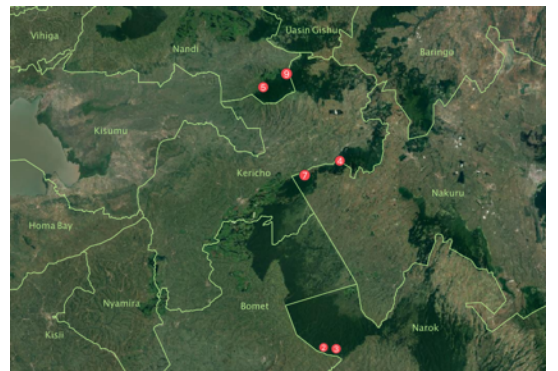 Vihiga
Nandi
Uasin Gishu
Baringo
9
5
Kisumu
4
Kericho
7
Nakuru
Homa Bay
Nyamira
Bomet
Narok
Kisii
2
3